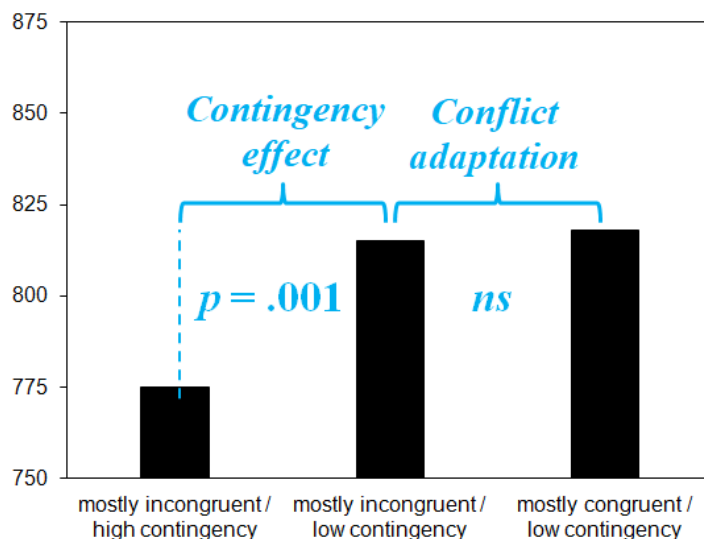 875
850
825
800
775
750
Contingency effect
Conflict adaptation
p = .001
ns
mostly incongruent /
high contingency
mostly incongruent /
low contingency
mostly congruent /
low contingency